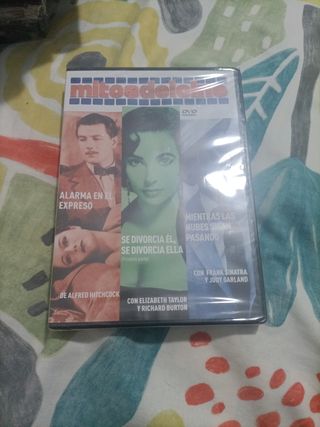 mitosdelcine
DVD
ALARMA EN EL
EXPRESO
DE ALFRED HITCHCOCK
SE DIVORCIA ÉL,
SE DIVORCIA ELLA
CON ELIZABETH TAYLOR
Y RICHARD BURTON
MIENTRAS LAS
NUBES SIGAN
PASANDO
CON FRANK SINATRA
Y JUDY GARLAND